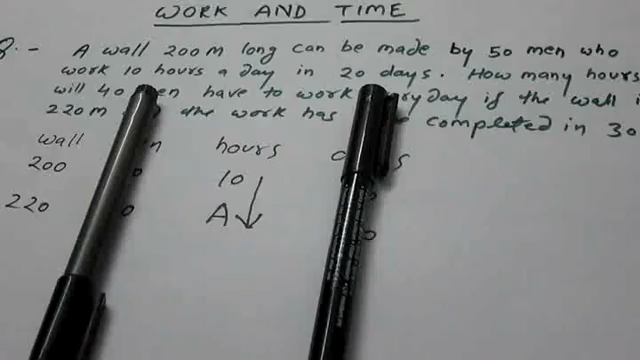 WORK AND TIME
Q.- A wall 200 m long can be made by 50 men who
work 10 hours a day in 20 days. How many hours
will 40 have to work day if the wall
220m the work has completed in 30
wall hours
200 10
220 A